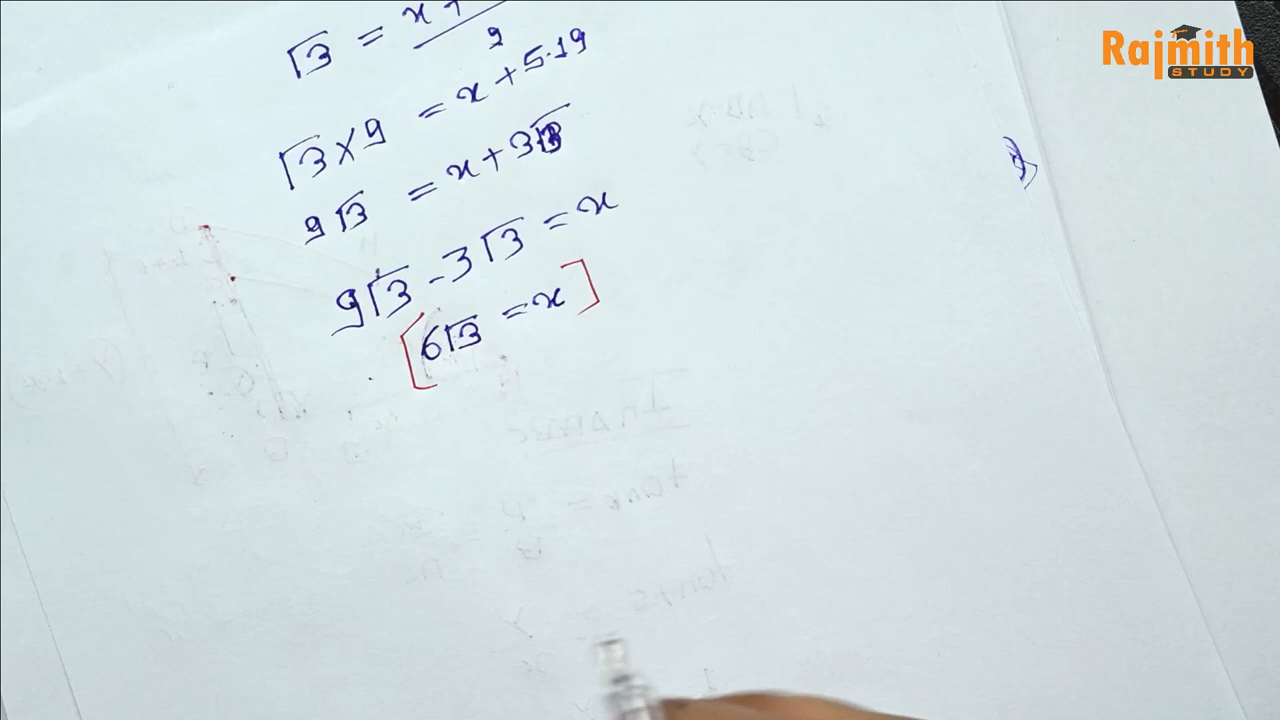 Rajmith
STUDY
√3 = x +
9
√3 × 9 = x + 5.19
9√3 = x + 3√3
9√3 - 3√3 = x
[6√3 = x]